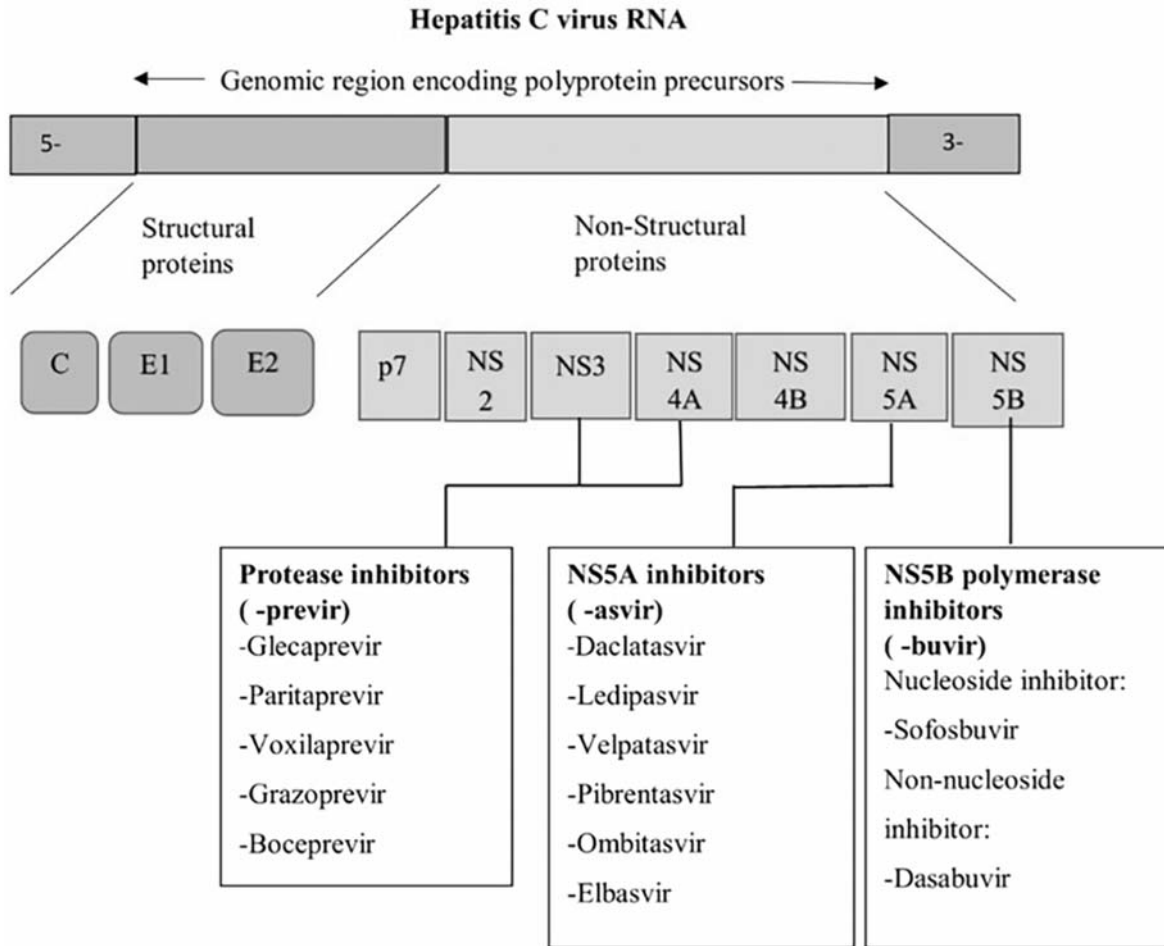 Hepatitis C virus RNA
Genomic region encoding polyprotein precursors
5-
3-
Structural
proteins
Non-Structural
proteins
C
E1
E2
p7
NS
2
NS3
NS
4A
NS
4B
NS
5A
NS
5B
Protease inhibitors
( -previr)
-Glecaprevir
-Paritaprevir
-Voxilaprevir
-Grazoprevir
-Boceprevir
NS5A inhibitors
( -asvir)
-Daclatasvir
-Ledipasvir
-Velpatasvir
-Pibrentasvir
-Ombitasvir
-Elbasvir
NS5B polymerase
inhibitors
( -buvir)
Nucleoside inhibitor:
-Sofosbuvir
Non-nucleoside
inhibitor:
-Dasabuvir